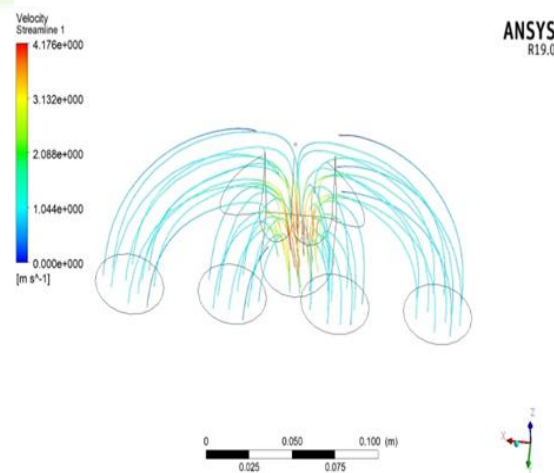 Velocity
Streamline 1
4.176e+000
3.132e+000
2.088e+000
1.044e+000
0.000e+000
[m s^-1]
ANSYS
R19.0
0 0.050 0.100 (m)
0.025 0.075
Z
X